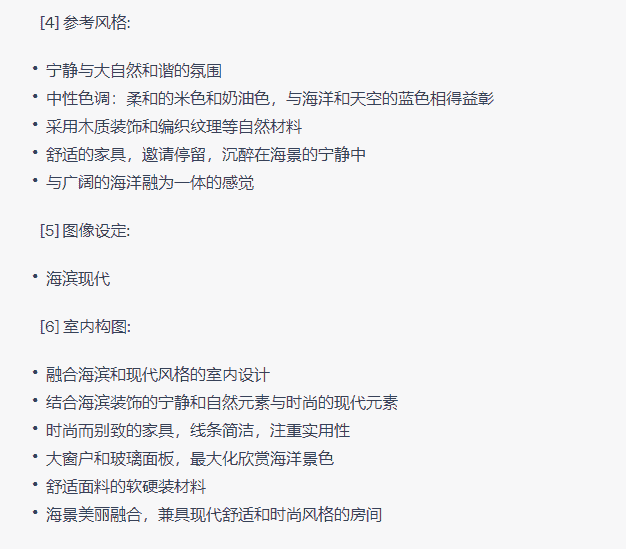 [4] 参考风格:
• 宁静与大自然和谐的氛围
• 中性色调：柔和的米色和奶油色，与海洋和天空的蓝色相得益彰
• 采用木质装饰和编织纹理等自然材料
• 舒适的家具，邀请停留，沉醉在海景的宁静中
• 与广阔的海洋融为一体的感觉
[5] 图像设定:
• 海滨现代
[6] 室内构图:
• 融合海滨和现代风格的室内设计
• 结合海滨装饰的宁静和自然元素与时尚的现代元素
• 时尚而别致的家具，线条简洁，注重实用性
• 大窗户和玻璃面板，最大化欣赏海洋景色
• 舒适面料的软硬装材料
• 海景美丽融合，兼具现代舒适和时尚风格的房间